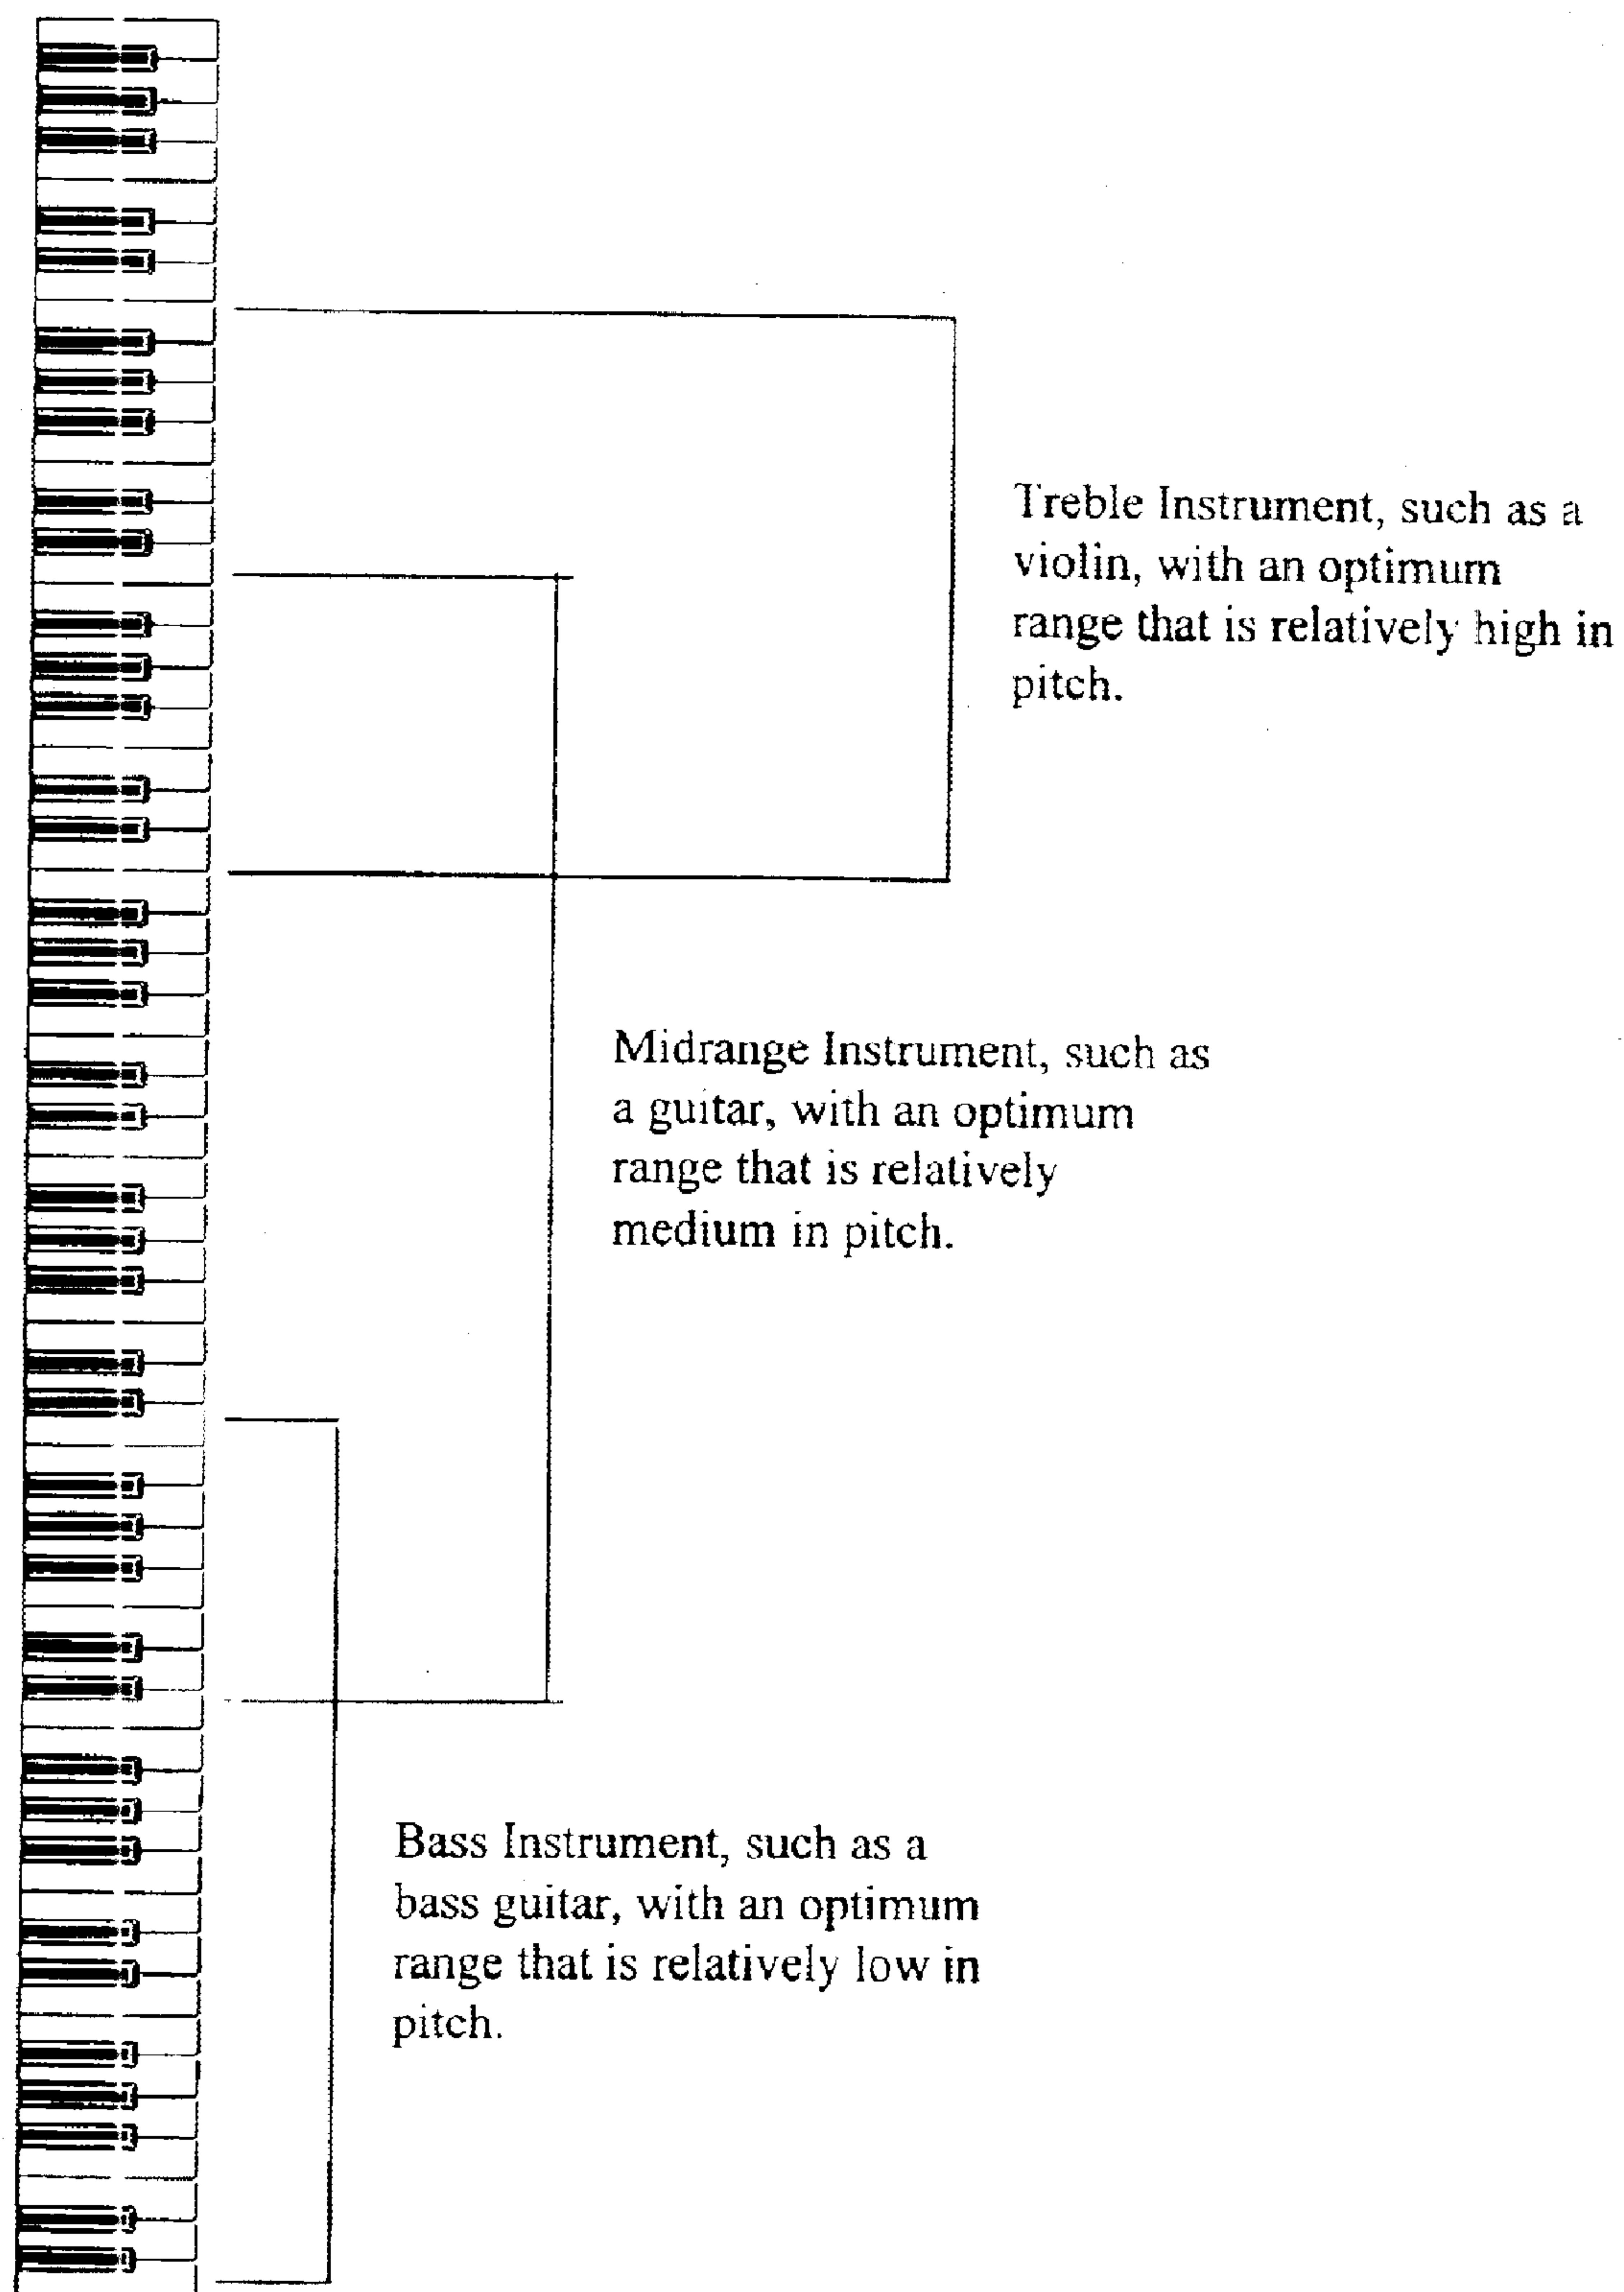 Treble Instrument, such as a
violin, with an optimum
range that is relatively high in
pitch.
Midrange Instrument, such as
a guitar, with an optimum
range that is relatively
medium in pitch.
Bass Instrument, such as a
bass guitar, with an optimum
range that is relatively low in
pitch.